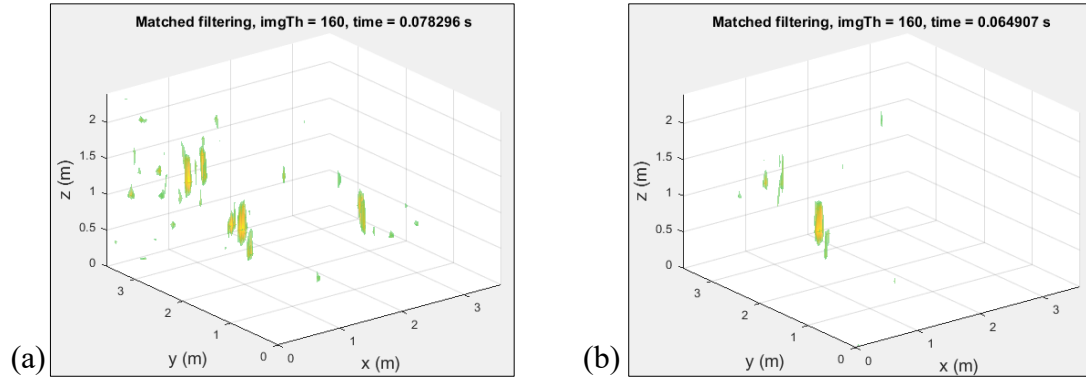 Matched filtering, imgTh = 160, time = 0.078296 s
2
1.5
1
0.5
0
z (m)
3
2
1
0
y (m)
0
1
2
3
x (m)
(a)
Matched filtering, imgTh = 160, time = 0.064907 s
2
1.5
1
0.5
0
z (m)
3
2
1
0
y (m)
0
1
2
3
x (m)
(b)